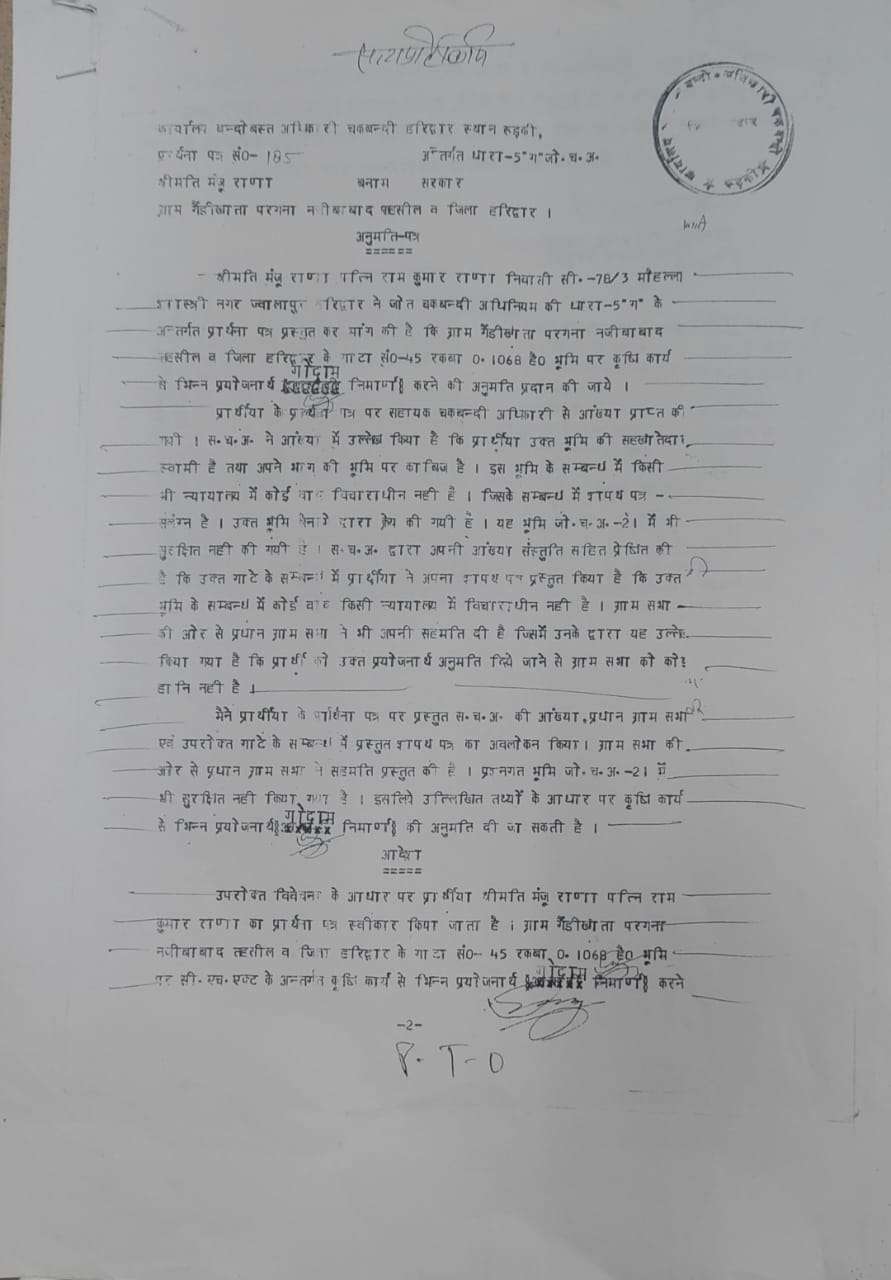 सत्यप्रतिलिपि
कार्यालय बन्दोबस्त अधिकारी चकबन्दी हरिद्वार स्थान रूड़की,
प्रार्थना पत्र सं0- 185 अन्तर्गत धारा-5"ग"जो.च.अ.
श्रीमति मंजू राणा बनाम सरकार
ग्राम गैंडीखाता परगना नजीबाबाद तहसील व जिला हरिद्वार ।
अनुमति-पत्र
======
- श्रीमति मंजू राणा पत्नि राम कुमार राणा निवासी सी.-78/3 मौहल्ला
शास्त्री नगर ज्वालापुर हरिद्वार ने जोत चकबन्दी अधिनियम की धारा-5"ग" के
अन्तर्गत प्रार्थना पत्र प्रस्तुत कर मांग की है कि ग्राम गैंडीखाता परगना नजीबाबाद
तहसील व जिला हरिद्वार के गाटा सं0-45 रकबा 0.1068 है0 भूमि पर कृषि कार्य
गोदाम
से भिन्न प्रयोजनार्थ निमार्ण करने की अनुमति प्रदान की जाये ।
प्रार्थीया के प्रार्थना पत्र पर सहायक चकबन्दी अधिकारी से आंख्या प्राप्त की
गयी । स.च.अ. ने आंख्या में उल्लेख किया है कि प्रार्थीया उक्त भूमि की सहखातेदार
स्वामी है तथा अपने भाग की भूमि पर काबिज है । इस भूमि के सम्बन्ध में किसी
भी न्यायालय में कोई वाद विचाराधीन नही है । जिसके सम्बन्ध में शपथ पत्र -
संलग्न है । उक्त भूमि बैनामे द्वारा क्रय की गयी है । यह भूमि जो.च.अ.-21 में भी
सुरक्षित नही की गयी है । स.च.अ. द्वारा अपनी आंख्या संस्तुति सहित प्रेषित की
है कि उक्त गाटे के सम्बन्ध में प्रार्थीया ने अपना शपथ पत्र प्रस्तुत किया है कि उक्त
भूमि के सम्बन्ध में कोई वाद किसी न्यायालय में विचाराधीन नही है । ग्राम सभा -
की ओर से प्रधान ग्राम सभा ने भी अपनी सहमति दी है जिसमें उनके द्वारा यह उल्लेख
किया गया है कि प्रार्थी को उक्त प्रयोजनार्थ अनुमति दिये जाने से ग्राम सभा को कोई
हानि नही है ।
मैने प्रार्थीया के प्रार्थना पत्र पर प्रस्तुत स.च.अ. की आंख्या,प्रधान ग्राम सभा
एवं उपरोक्त गाटे के सम्बन्ध में प्रस्तुत शपथ पत्र का अवलोकन किया। ग्राम सभा की
ओर से प्रधान ग्राम सभा ने सहमति प्रस्तुत की है । प्रश्नगत भूमि जो.च.अ.-21 में
भी सुरक्षित नही किया गया है । इसलिये उल्लिखित तथ्यों के आधार पर कृषि कार्य
गोदाम
से भिन्न प्रयोजनार्थ निमार्ण की अनुमति दी जा सकती है ।
आदेश
=====
उपरोक्त विवेचना के आधार पर प्रार्थीया श्रीमति मंजू राणा पत्नि राम
कुमार राणा का प्रार्थना पत्र स्वीकार किया जाता है । ग्राम गैंडीखाता परगना
नजीबाबाद तहसील व जिला हरिद्वार के गाटा सं0- 45 रकबा 0.1068 है0 भूमि
गोदाम
पर सी.एच.एक्ट के अन्तर्गत कृषि कार्य से भिन्न प्रयोजनार्थ निमार्ण करने
-2-
P-T-O